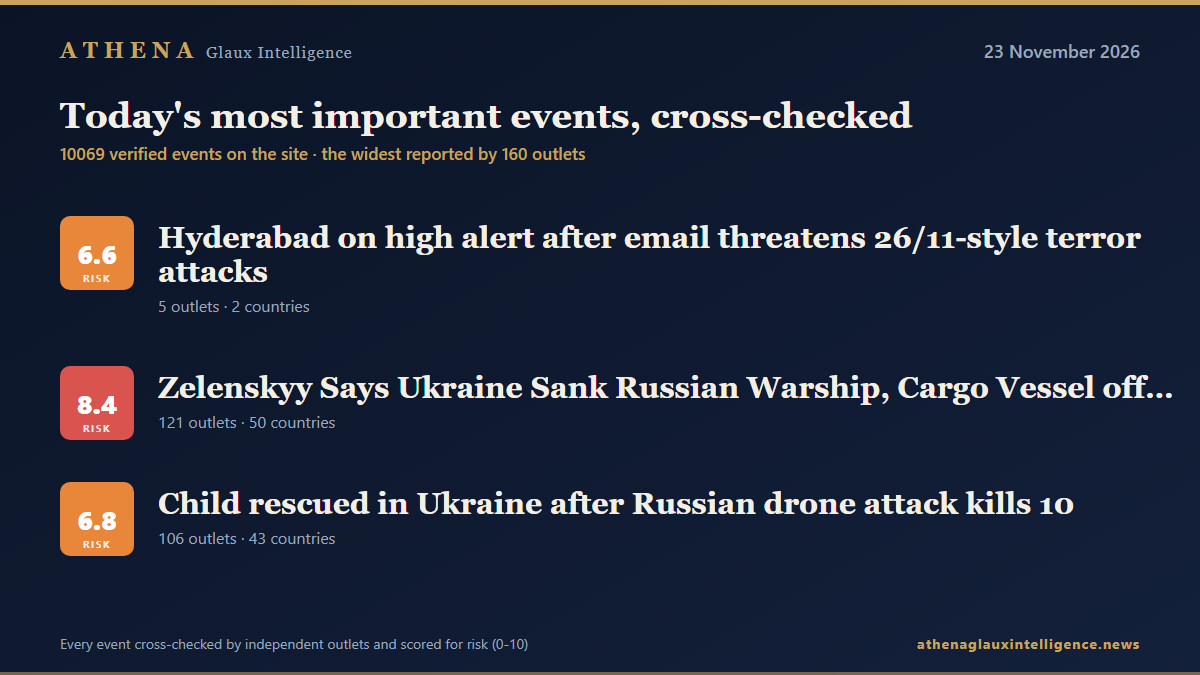 ATHENA Glaux Intelligence
23 November 2026
Today's most important events, cross-checked
10069 verified events on the site · the widest reported by 160 outlets
6.6
RISK
Hyderabad on high alert after email threatens 26/11-style terror
attacks
5 outlets · 2 countries
8.4
RISK
Zelenskyy Says Ukraine Sank Russian Warship, Cargo Vessel off...
121 outlets · 50 countries
6.8
RISK
Child rescued in Ukraine after Russian drone attack kills 10
106 outlets · 43 countries
Every event cross-checked by independent outlets and scored for risk (0-10)
athenaglauxintelligence.news